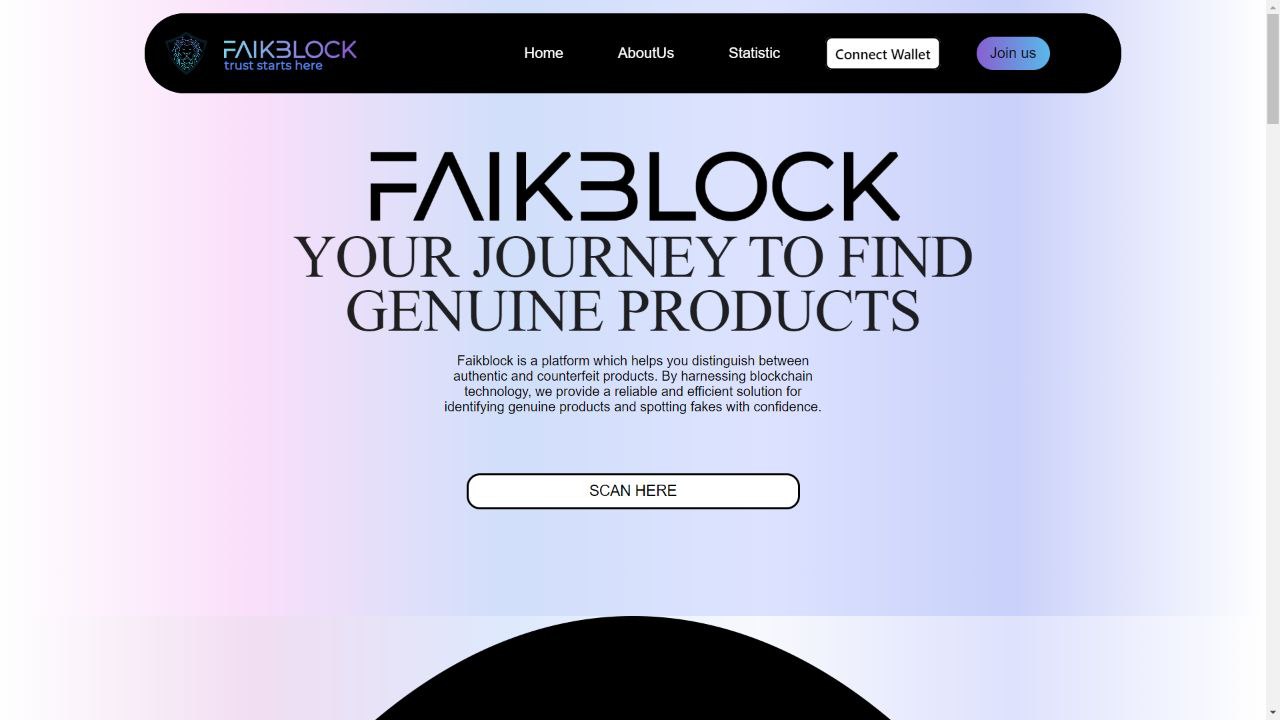 FAIKBLOCK
trust starts here
Home
AboutUs
Statistic
Connect Wallet
Join us
FAIKBLOCK
YOUR JOURNEY TO FIND
GENUINE PRODUCTS
Faikblock is a platform which helps you distinguish between
authentic and counterfeit products. By harnessing blockchain
technology, we provide a reliable and efficient solution for
identifying genuine products and spotting fakes with confidence.
SCAN HERE